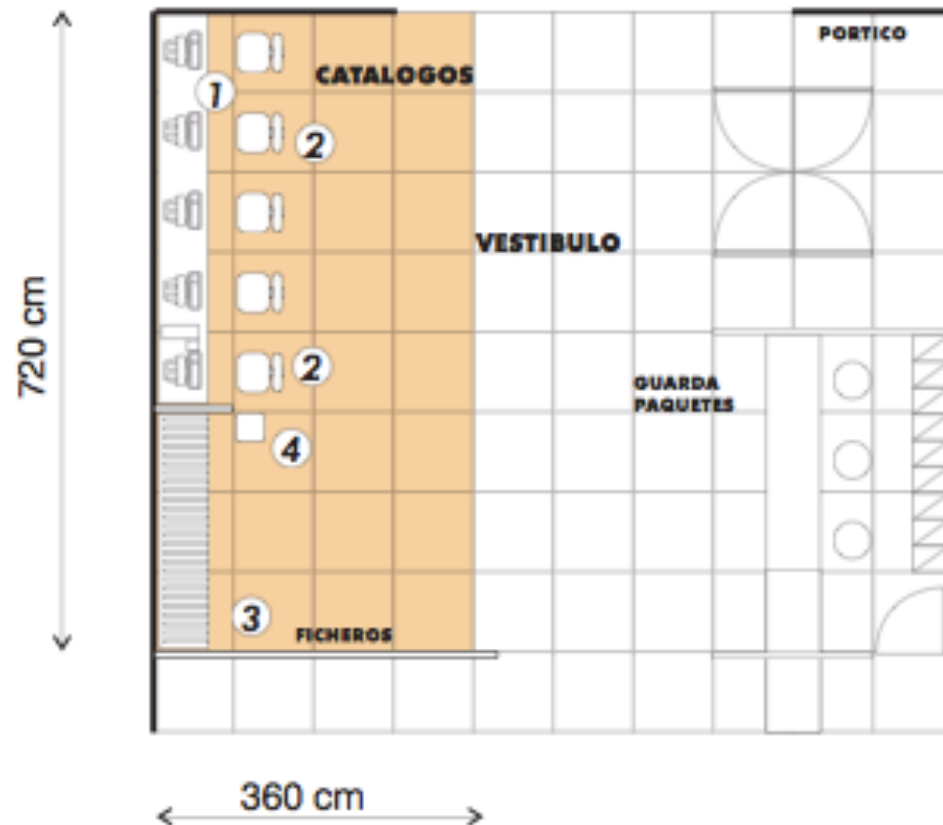 PORTICO
CATALOGOS
1
2
VESTIBULO
720 cm
2
GUARDA
PAQUETES
4
3
FICHEROS
360 cm